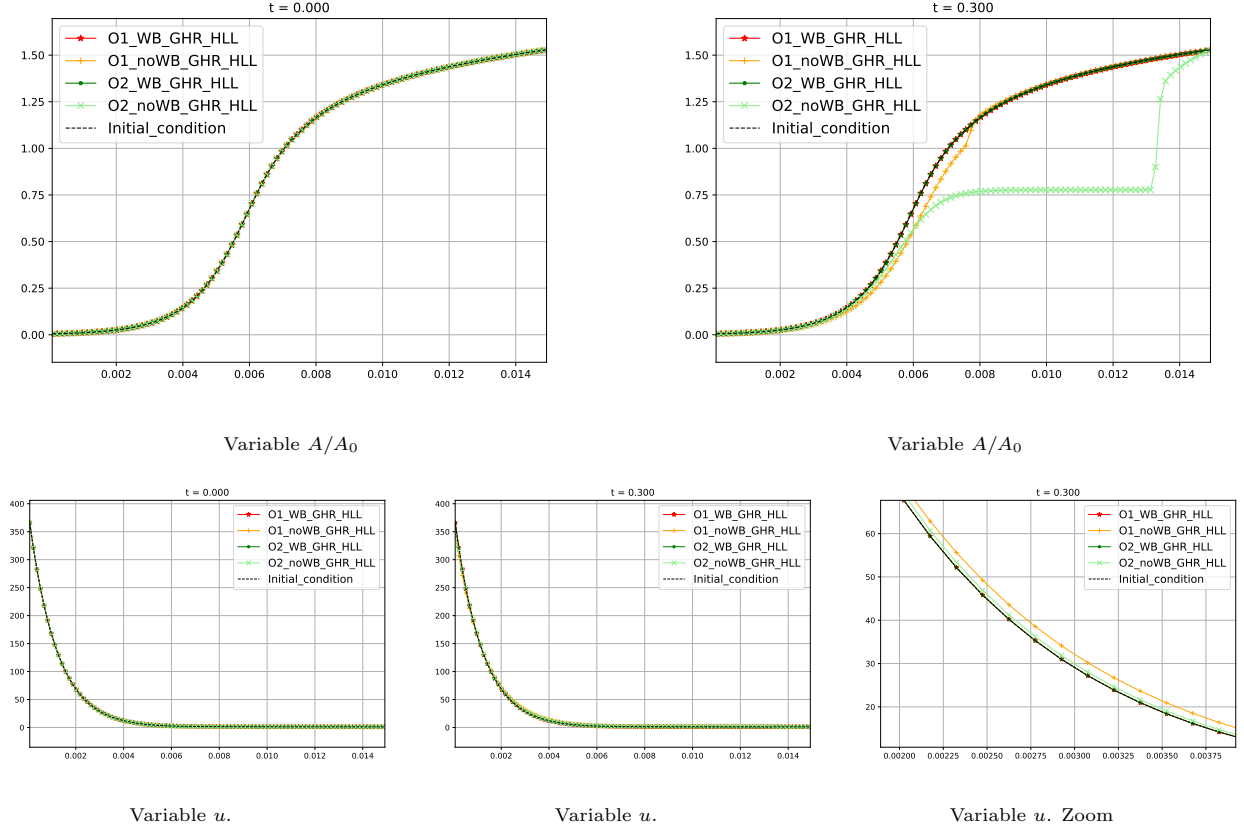 t = 0.000
O1_WB_GHR_HLL
O1_noWB_GHR_HLL
O2_WB_GHR_HLL
O2_noWB_GHR_HLL
Initial_condition
1.50
1.25
1.00
0.75
0.50
0.25
0.00
0.002 0.004 0.006 0.008 0.010 0.012 0.014
Variable A/A₀
t = 0.300
O1_WB_GHR_HLL
O1_noWB_GHR_HLL
O2_WB_GHR_HLL
O2_noWB_GHR_HLL
Initial_condition
1.50
1.25
1.00
0.75
0.50
0.25
0.00
0.002 0.004 0.006 0.008 0.010 0.012 0.014
Variable A/A₀
t = 0.000
O1_WB_GHR_HLL
O1_noWB_GHR_HLL
O2_WB_GHR_HLL
O2_noWB_GHR_HLL
Initial_condition
400
350
300
250
200
150
100
50
0
0.002 0.004 0.006 0.008 0.010 0.012 0.014
Variable u.
t = 0.300
O1_WB_GHR_HLL
O1_noWB_GHR_HLL
O2_WB_GHR_HLL
O2_noWB_GHR_HLL
Initial_condition
400
350
300
250
200
150
100
50
0
0.002 0.004 0.006 0.008 0.010 0.012 0.014
Variable u.
t = 0.300
O1_WB_GHR_HLL
O1_noWB_GHR_HLL
O2_WB_GHR_HLL
O2_noWB_GHR_HLL
Initial_condition
60
50
40
30
20
0.00200 0.00225 0.00250 0.00275 0.00300 0.00325 0.00350 0.00375
Variable u. Zoom